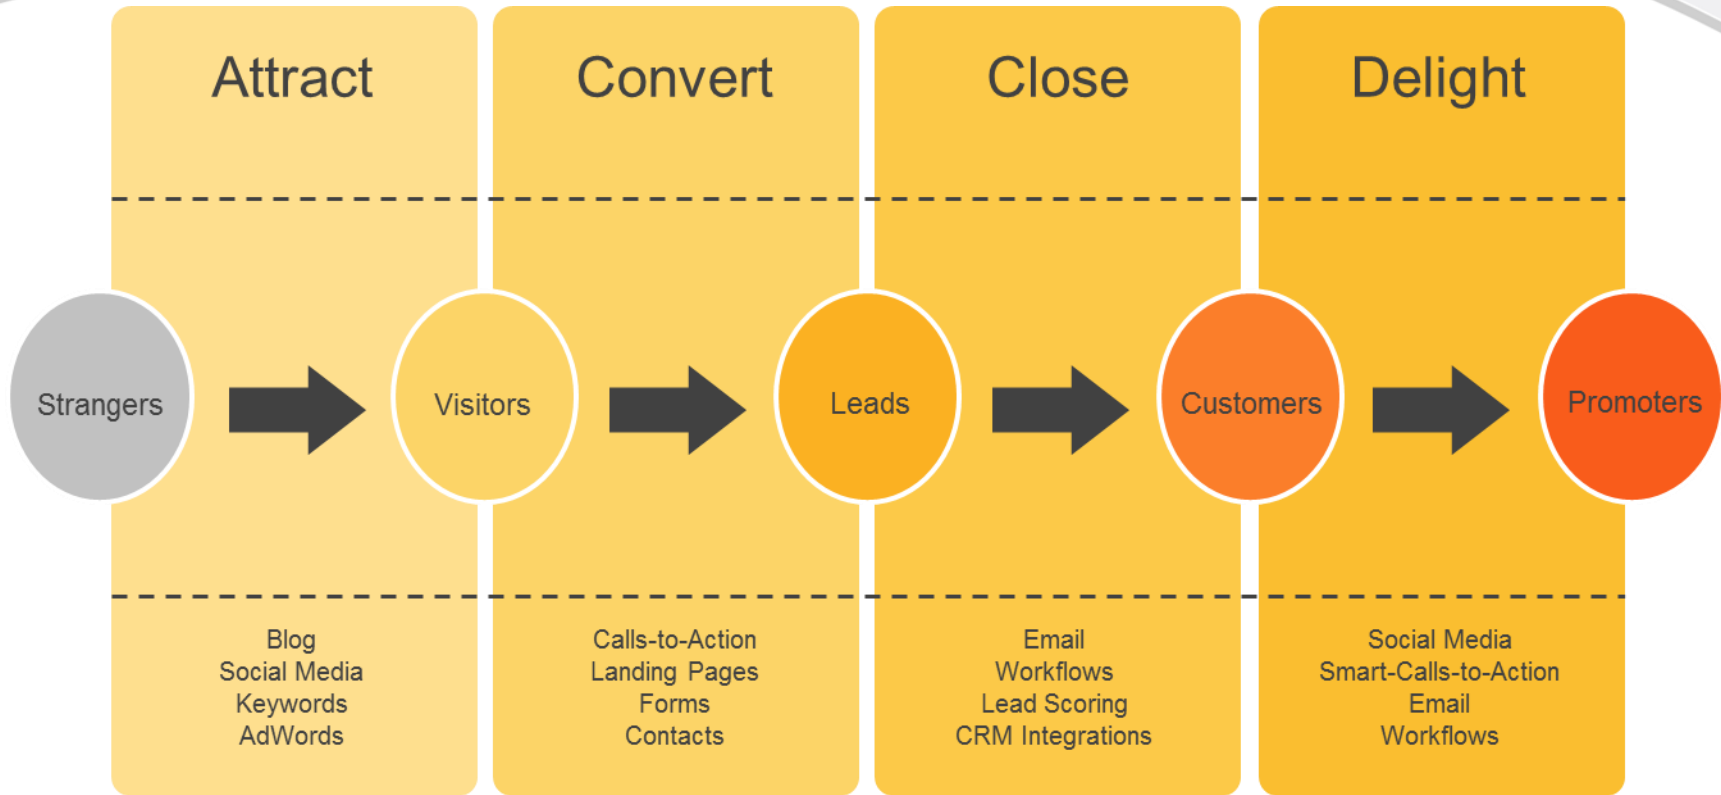 Attract
Convert
Close
Delight
Strangers
Visitors
Leads
Customers
Promoters
Blog
Social Media
Keywords
AdWords
Calls-to-Action
Landing Pages
Forms
Contacts
Email
Workflows
Lead Scoring
CRM Integrations
Social Media
Smart-Calls-to-Action
Email
Workflows